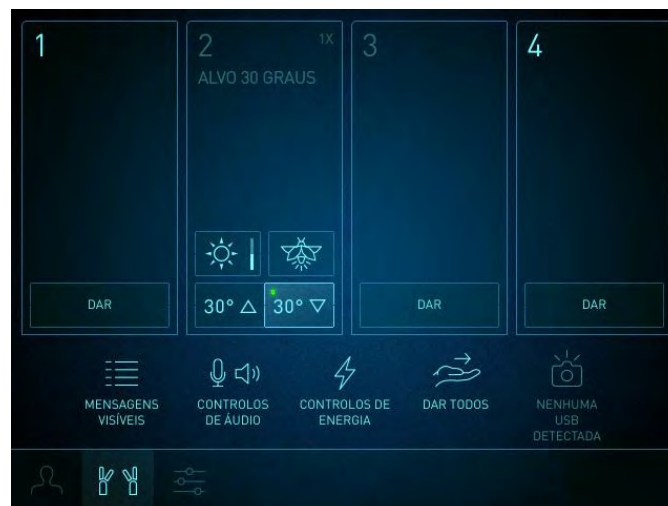 1
2
1X
3
4
ALVO 30 GRAUS
30° △
30° ▽
DAR
DAR
DAR
MENSAGENS
VISÍVEIS
CONTROLOS
DE ÁUDIO
CONTROLOS DE
ENERGIA
DAR TODOS
NENHUMA
USB
DETECTADA